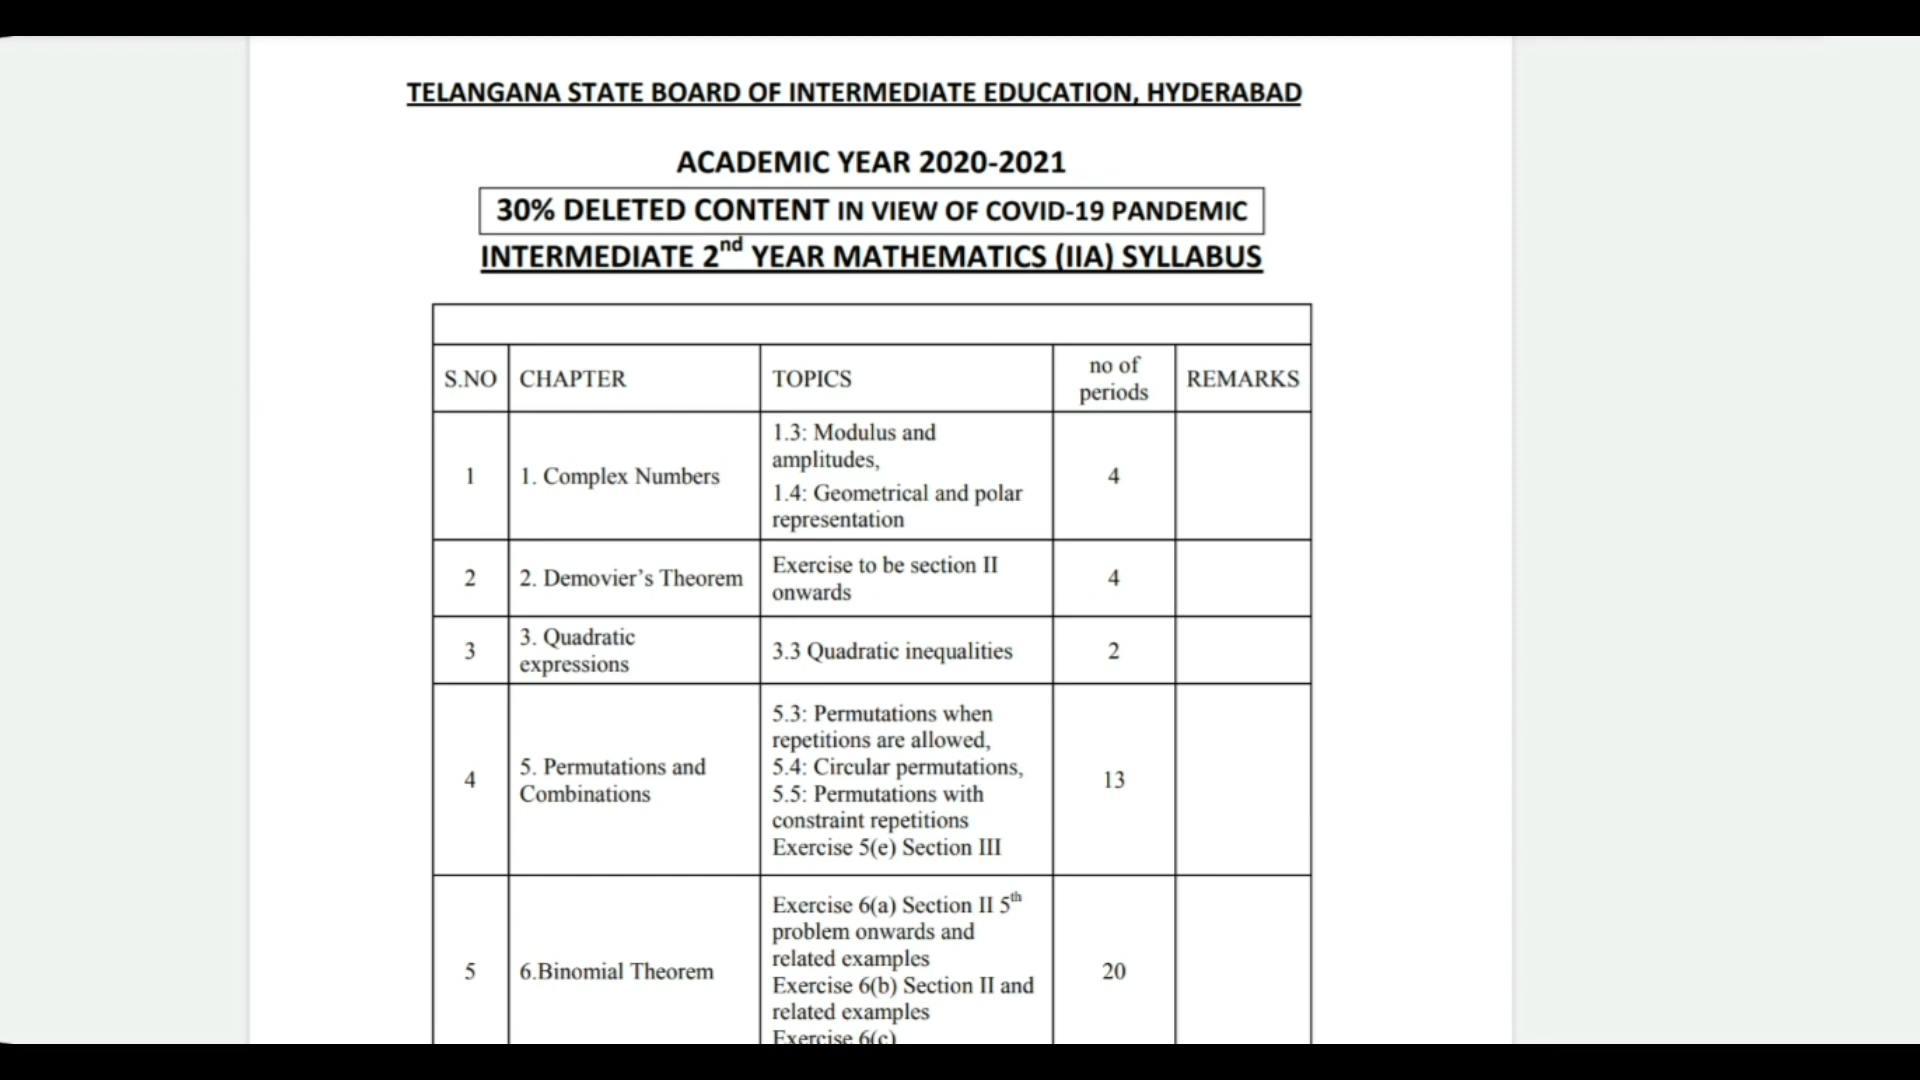 TELANGANA STATE BOARD OF INTERMEDIATE EDUCATION, HYDERABAD
ACADEMIC YEAR 2020-2021
30% DELETED CONTENT IN VIEW OF COVID-19 PANDEMIC
INTERMEDIATE 2nd YEAR MATHEMATICS (IIA) SYLLABUS
S.NO CHAPTER TOPICS no of periods REMARKS
1 1. Complex Numbers 1.3: Modulus and
amplitudes,
1.4: Geometrical and polar
representation 4
2 2. Demovier's Theorem Exercise to be section II
onwards 4
3 3. Quadratic
expressions 3.3 Quadratic inequalities 2
4 5. Permutations and
Combinations 5.3: Permutations when
repetitions are allowed,
5.4: Circular permutations,
5.5: Permutations with
constraint repetitions
Exercise 5(e) Section III 13
5 6.Binomial Theorem Exercise 6(a) Section II 5th
problem onwards and
related examples
Exercise 6(b) Section II and
related examples
Exercise 6(c) 20